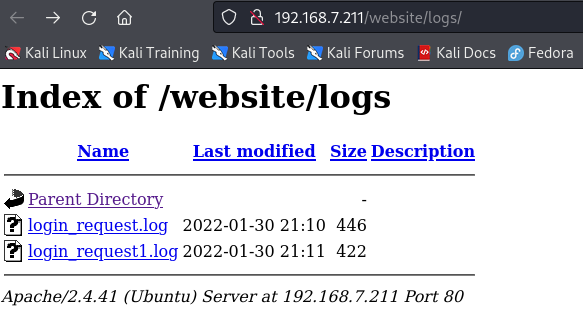 192.168.7.211/website/logs/
Kali Linux Kali Training Kali Tools Kali Forums Kali Docs Fedora
Index of /website/logs
Name Last modified Size Description
Parent Directory -
login_request.log 2022-01-30 21:10 446
login_request1.log 2022-01-30 21:11 422
Apache/2.4.41 (Ubuntu) Server at 192.168.7.211 Port 80